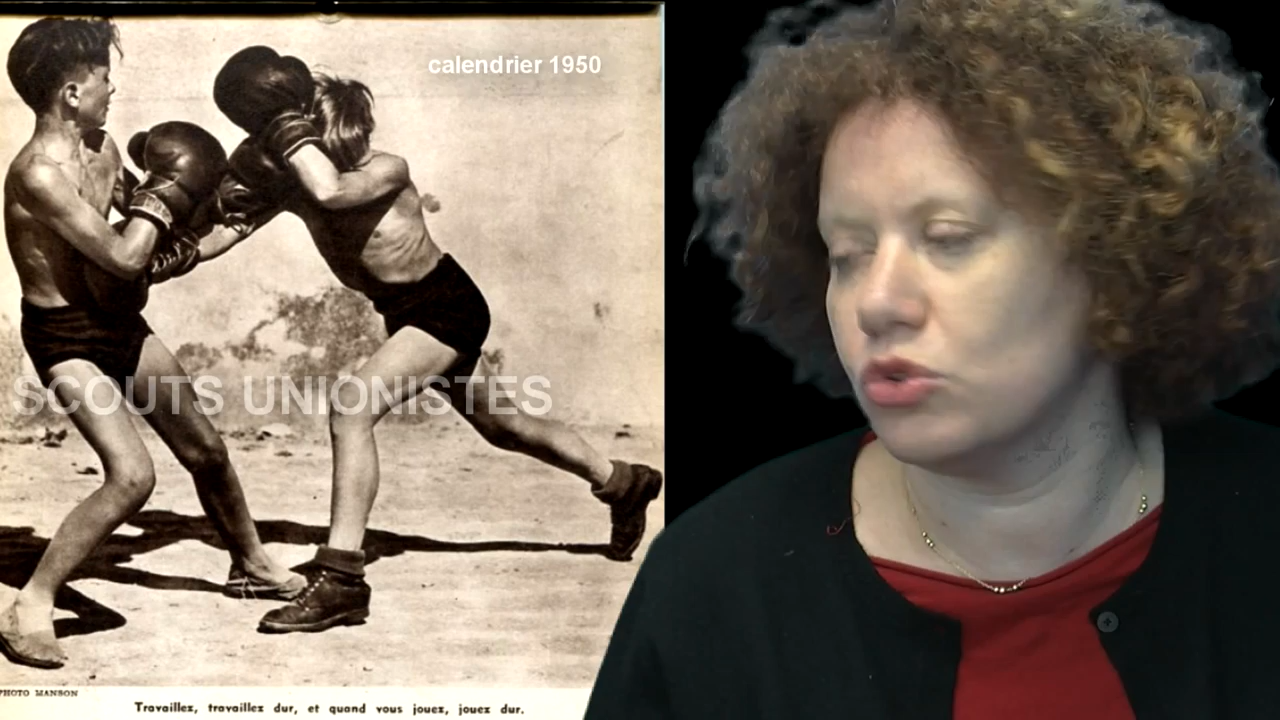 calendrier 1950
SCOUTS UNIONISTES
PHOTO MANSON
Travaillez, travaillez dur, et quand vous jouez, jouez dur.